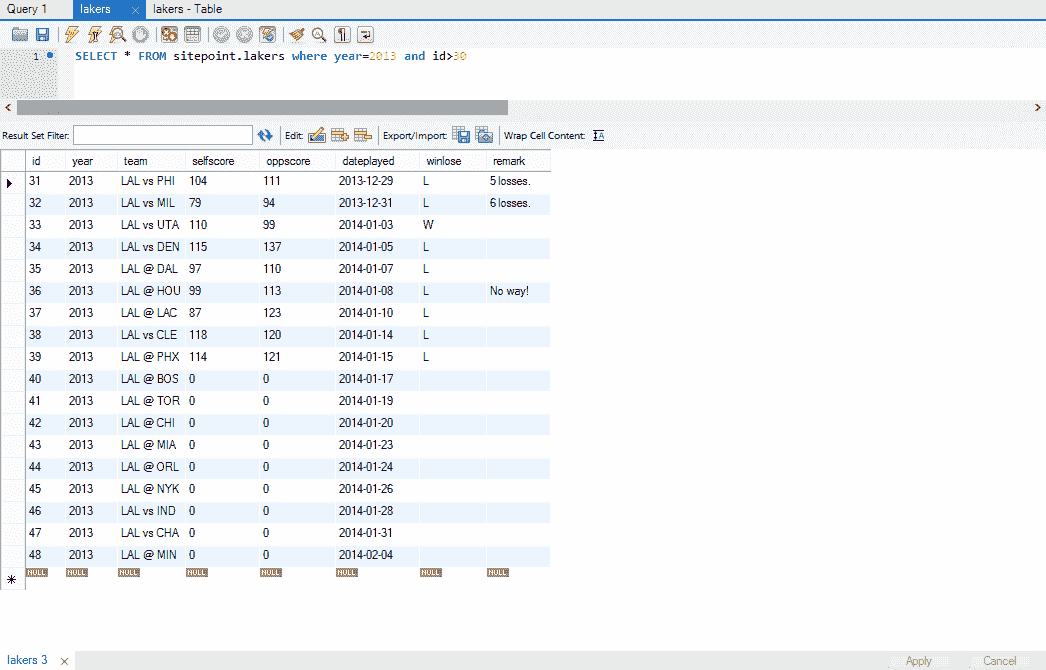 Query 1 lakers lakers - Table
1 SELECT * FROM sitepoint.lakers where year=2013 and id>30
Result Set Filter: Edit: Export/Import: Wrap Cell Content: IA
id year team selfscore oppscore dateplayed winlose remark
31 2013 LAL vs PHI 104 111 2013-12-29 L 5 losses.
32 2013 LAL vs MIL 79 94 2013-12-31 L 6 losses.
33 2013 LAL vs UTA 110 99 2014-01-03 W
34 2013 LAL vs DEN 115 137 2014-01-05 L
35 2013 LAL @ DAL 97 110 2014-01-07 L
36 2013 LAL @ HOU 99 113 2014-01-08 L No way!
37 2013 LAL @ LAC 87 123 2014-01-10 L
38 2013 LAL vs CLE 118 120 2014-01-14 L
39 2013 LAL @ PHX 114 121 2014-01-15 L
40 2013 LAL @ BOS 0 0 2014-01-17
41 2013 LAL @ TOR 0 0 2014-01-19
42 2013 LAL @ CHI 0 0 2014-01-20
43 2013 LAL @ MIA 0 0 2014-01-23
44 2013 LAL @ ORL 0 0 2014-01-24
45 2013 LAL @ NYK 0 0 2014-01-26
46 2013 LAL vs IND 0 0 2014-01-28
47 2013 LAL vs CHA 0 0 2014-01-31
48 2013 LAL @ MIN 0 0 2014-02-04
NULL NULL NULL NULL NULL NULL NULL NULL
lakers 3 Apply Cancel